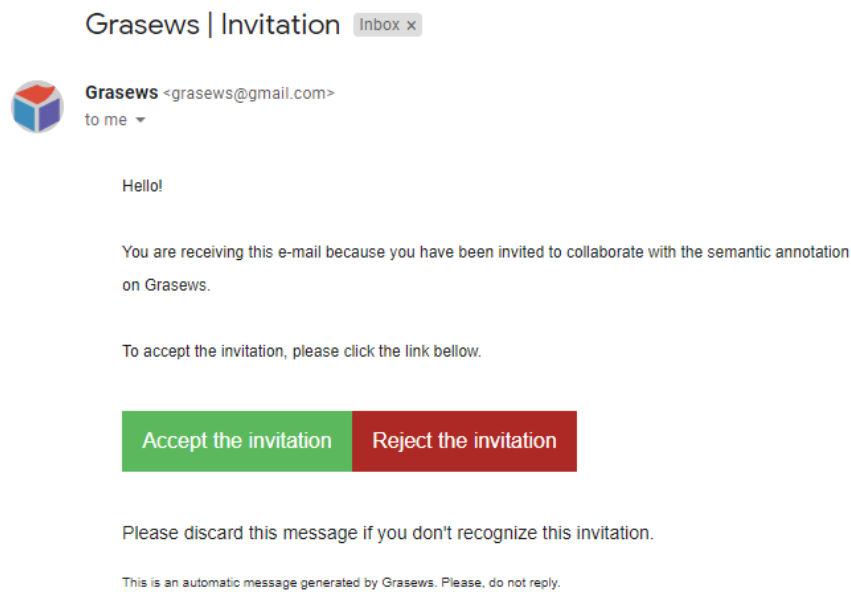 Grasews | Invitation Inbox x
Grasews <grasews@gmail.com>
to me
Hello!
You are receiving this e-mail because you have been invited to collaborate with the semantic annotation
on Grasews.
To accept the invitation, please click the link bellow.
Accept the invitation Reject the invitation
Please discard this message if you don't recognize this invitation.
This is an automatic message generated by Grasews. Please, do not reply.